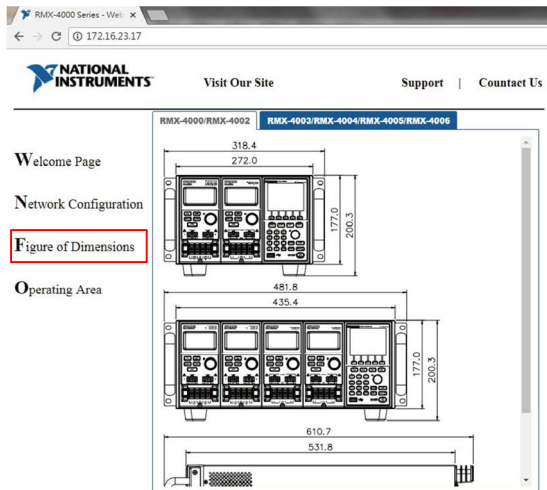 RMX-4000 Series - Web
172.16.23.17
NATIONAL
INSTRUMENTS
Visit Our Site
Support | Countact Us
RMX-4000/RMX-4002
RMX-4003/RMX-4004/RMX-4005/RMX-4006
Welcome Page
Network Configuration
Figure of Dimensions
Operating Area
318.4
272.0
177.0
200.3
481.8
435.4
177.0
200.3
610.7
531.8